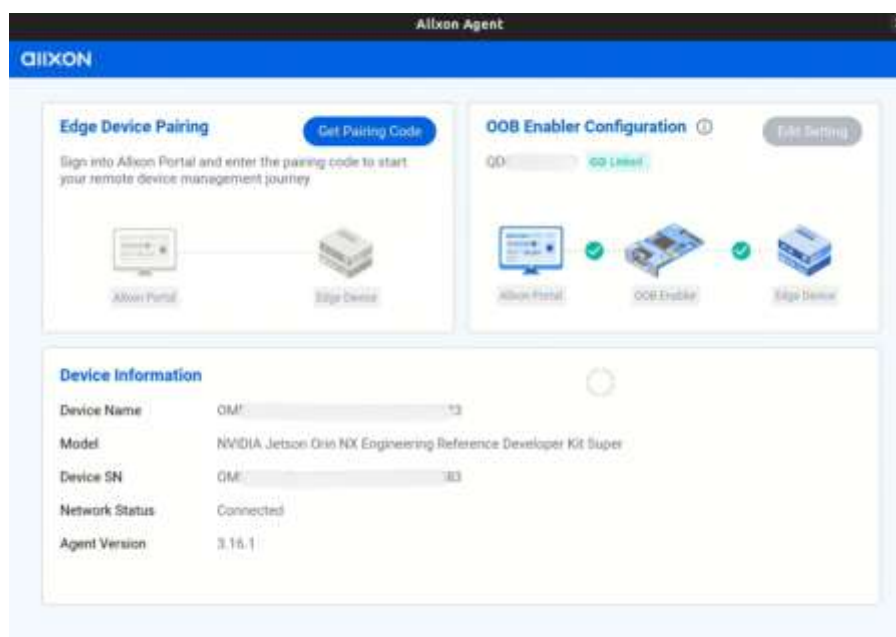 Allxon Agent
allxon
Edge Device Pairing
Get Pairing Code
Sign into Allxon Portal and enter the pairing code to start
your remote device management journey
Allxon Portal
Edge Device
OOB Enabler Configuration
Edit Setting
Allxon Portal
OOB Enabler
Edge Device
Device Information
Device Name
Model NVIDIA Jetson Orin NX Engineering Reference Developer Kit Super
Device SN
Network Status Connected
Agent Version 3.16.1